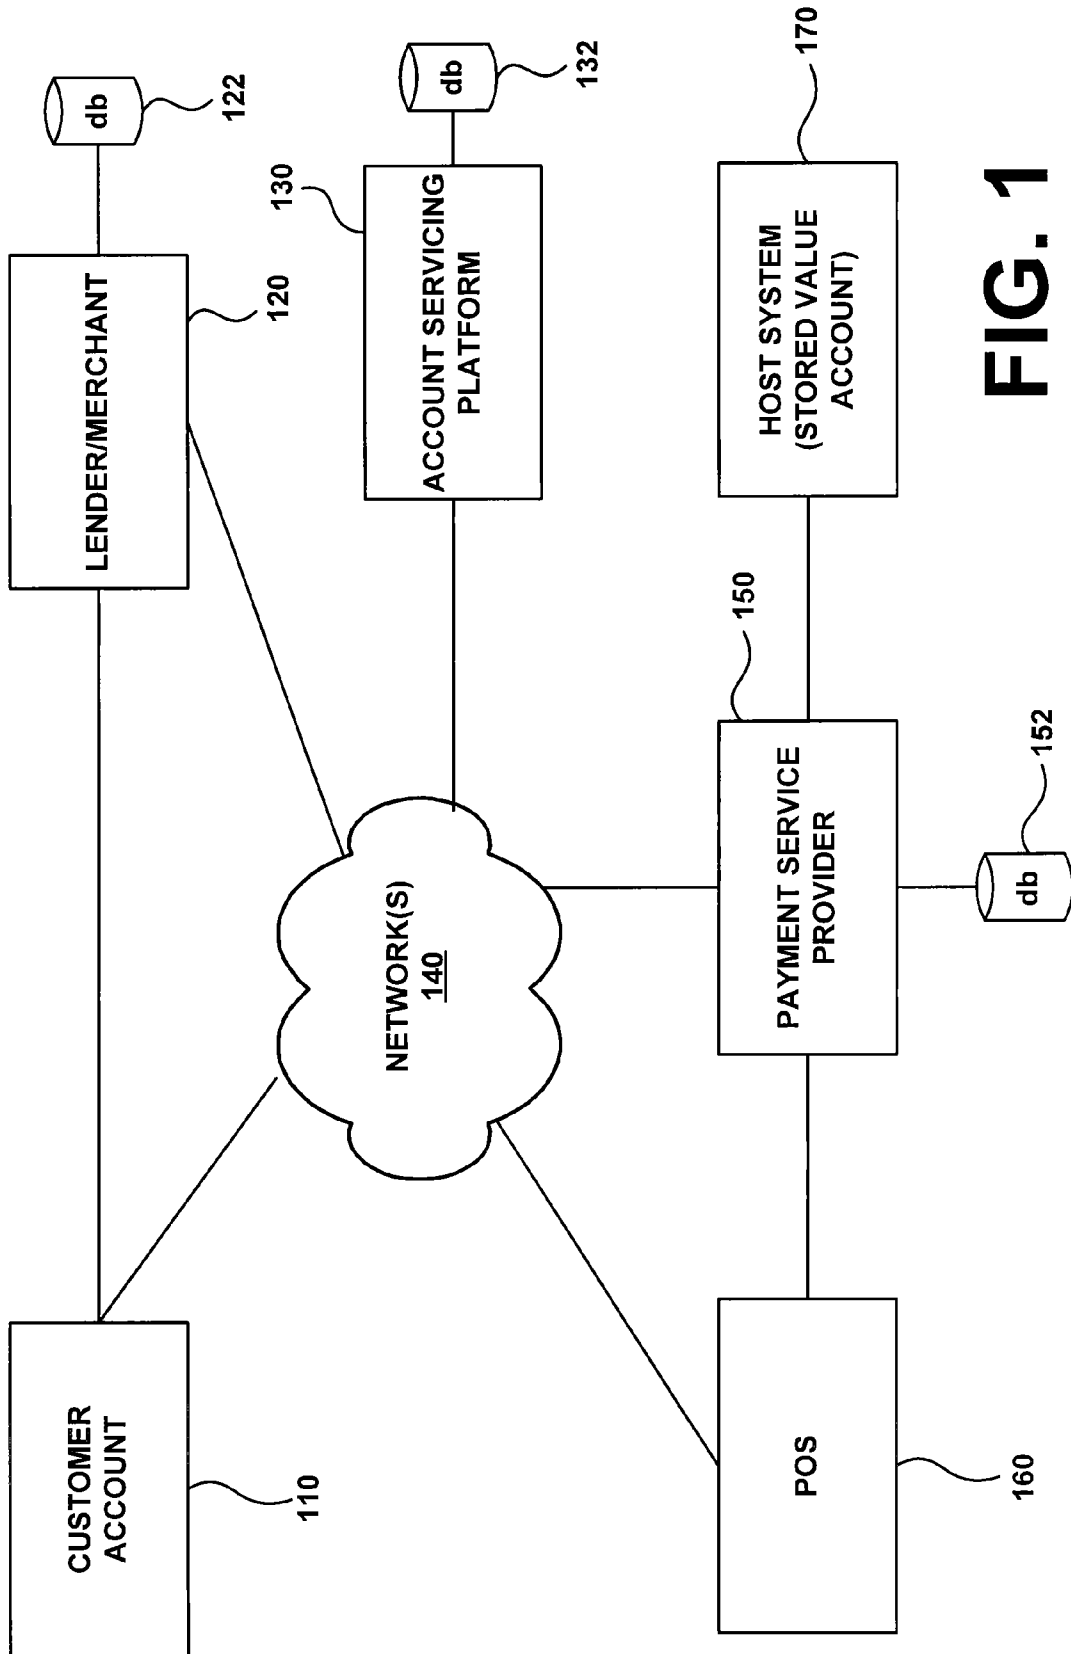 CUSTOMER
ACCOUNT
110
LENDER/MERCHANT
120
db
122
NETWORK(S)
140
ACCOUNT SERVICING
PLATFORM
130
db
132
POS
160
PAYMENT SERVICE
PROVIDER
150
db
152
HOST SYSTEM
(STORED VALUE
ACCOUNT)
170
FIG. 1